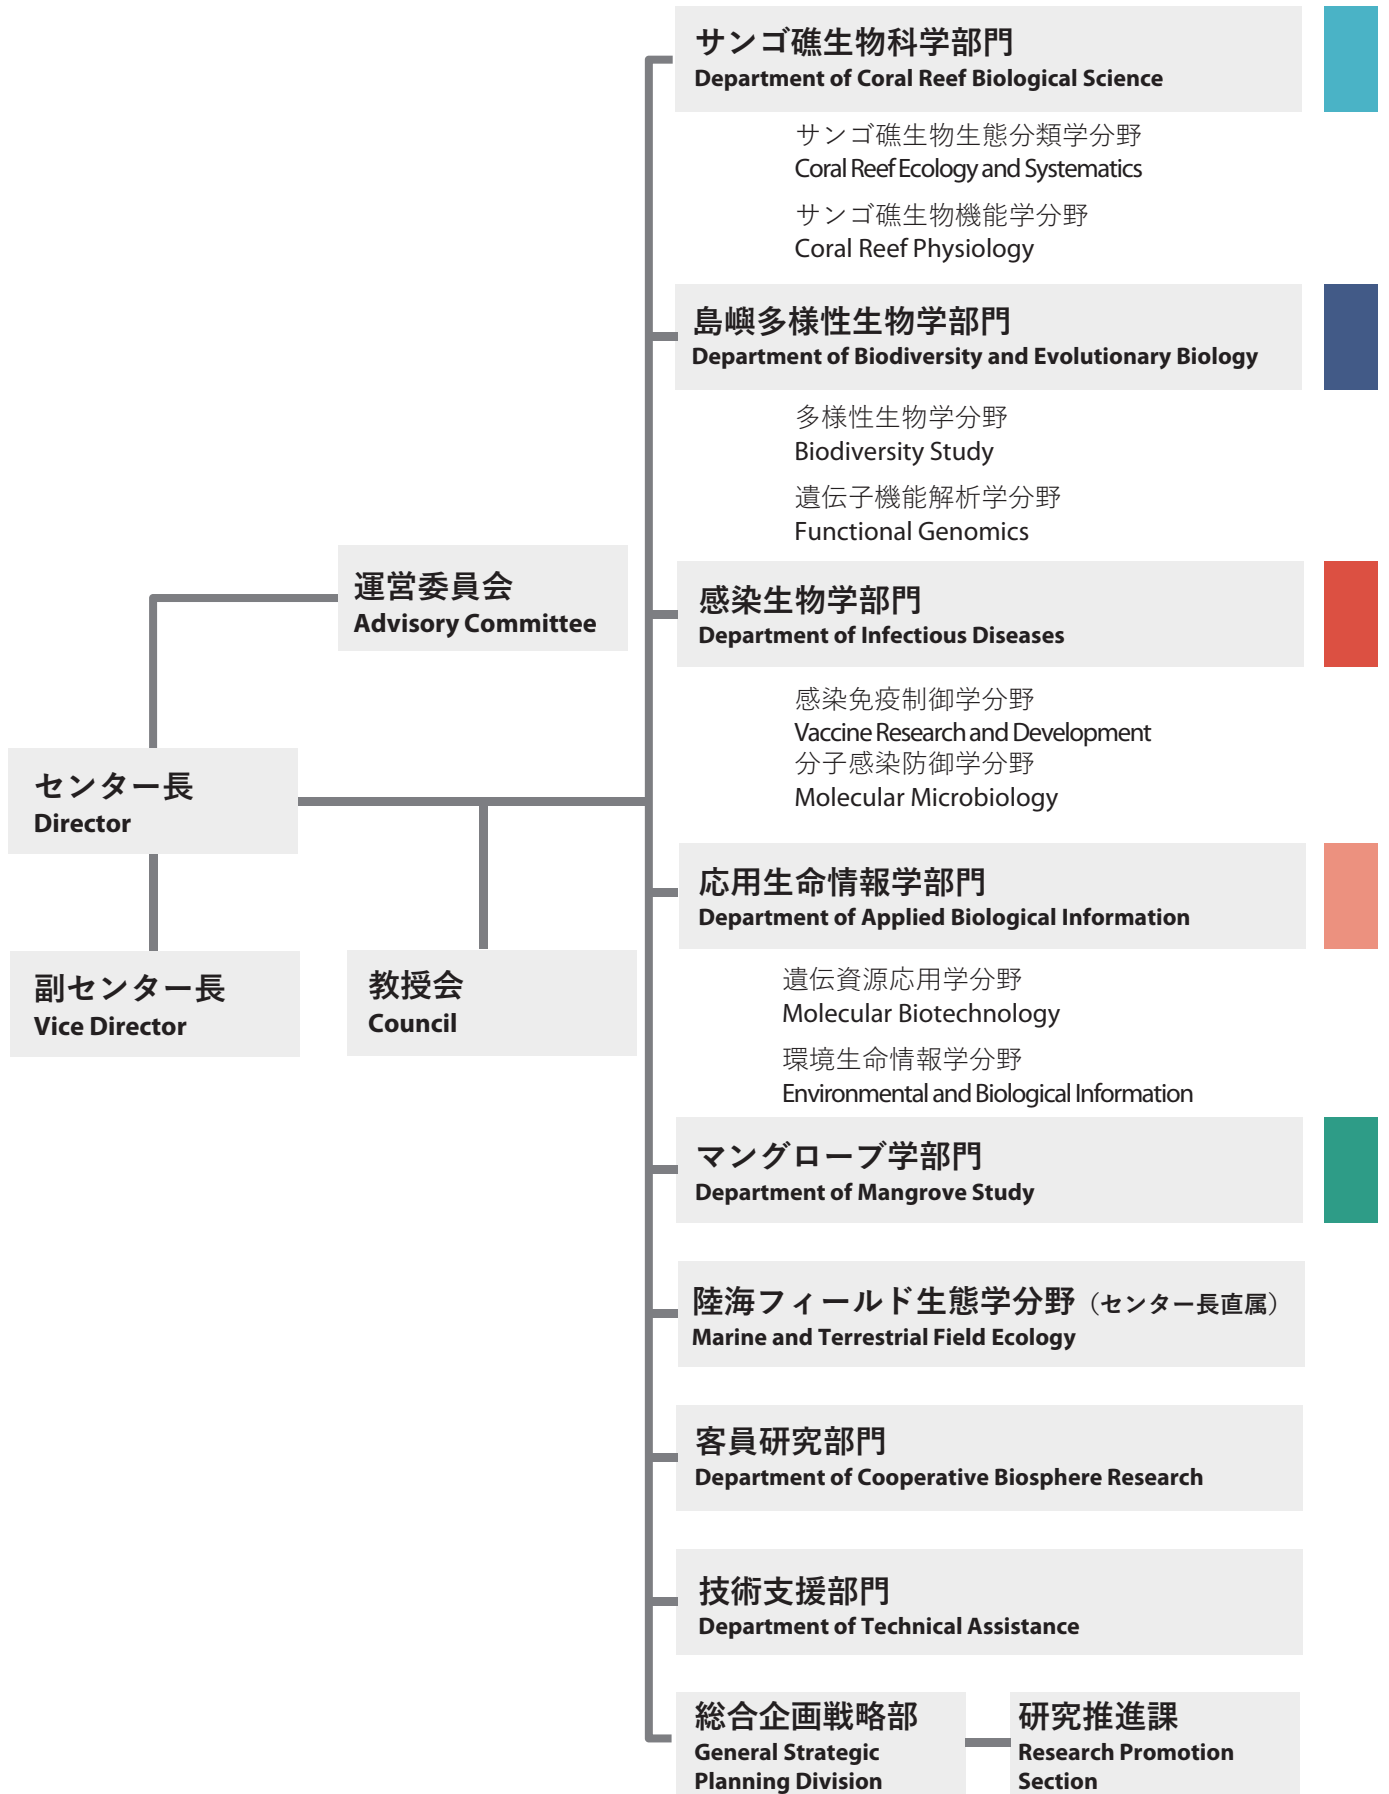 サンゴ礁生物科学部門
Department of Coral Reef Biological Science
サンゴ礁生物生態分類学分野
Coral Reef Ecology and Systematics
サンゴ礁生物機能学分野
Coral Reef Physiology
島嶼多様性生物学部門
Department of Biodiversity and Evolutionary Biology
多様性生物学分野
Biodiversity Study
遺伝子機能解析学分野
Functional Genomics
運営委員会
Advisory Committee
感染生物学部門
Department of Infectious Diseases
感染免疫制御学分野
Vaccine Research and Development
分子感染防御学分野
Molecular Microbiology
センター長
Director
応用生命情報学部門
Department of Applied Biological Information
副センター長
Vice Director
教授会
Council
遺伝資源応用学分野
Molecular Biotechnology
環境生命情報学分野
Environmental and Biological Information
マングローブ学部門
Department of Mangrove Study
陸海フィールド生態学分野（センター長直属）
Marine and Terrestrial Field Ecology
客員研究部門
Department of Cooperative Biosphere Research
技術支援部門
Department of Technical Assistance
総合企画戦略部
General Strategic
Planning Division
研究推進課
Research Promotion
Section